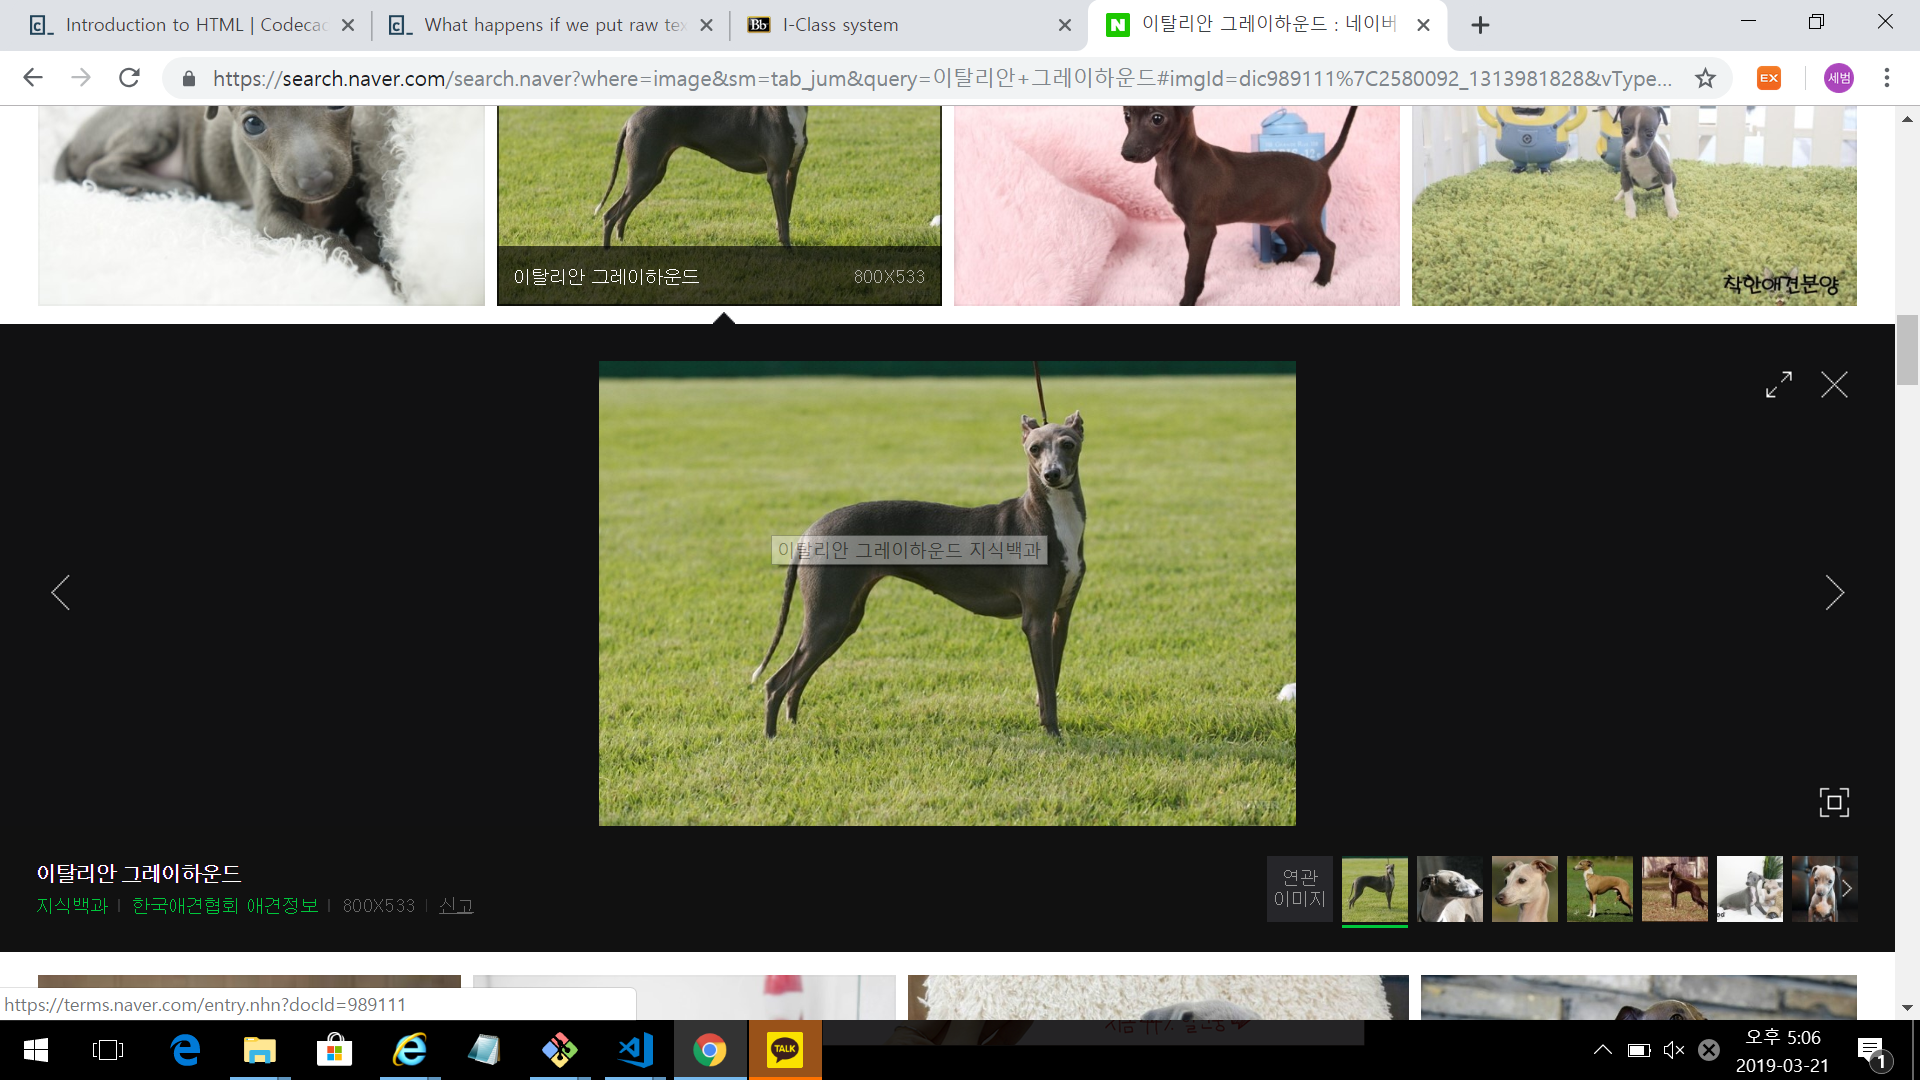 Introduction to HTML | Codecac
What happens if we put raw tex
Bb I-Class system
N 이탈리안 그레이하운드 : 네이버
https://search.naver.com/search.naver?where=image&sm=tab_jum&query=이탈리안+그레이하운드#imgId=dic989111%7C2580092_1313981828&vType...
EX
세범
이탈리안 그레이하운드 800X533
착한애견분양
이탈리안 그레이하운드 지식백과
이탈리안 그레이하운드
지식백과 | 한국애견협회 애견정보 | 800X533 | 신고
연관
이미지
https://terms.naver.com/entry.nhn?docId=989111
TALK
오후 5:06
2019-03-21
1